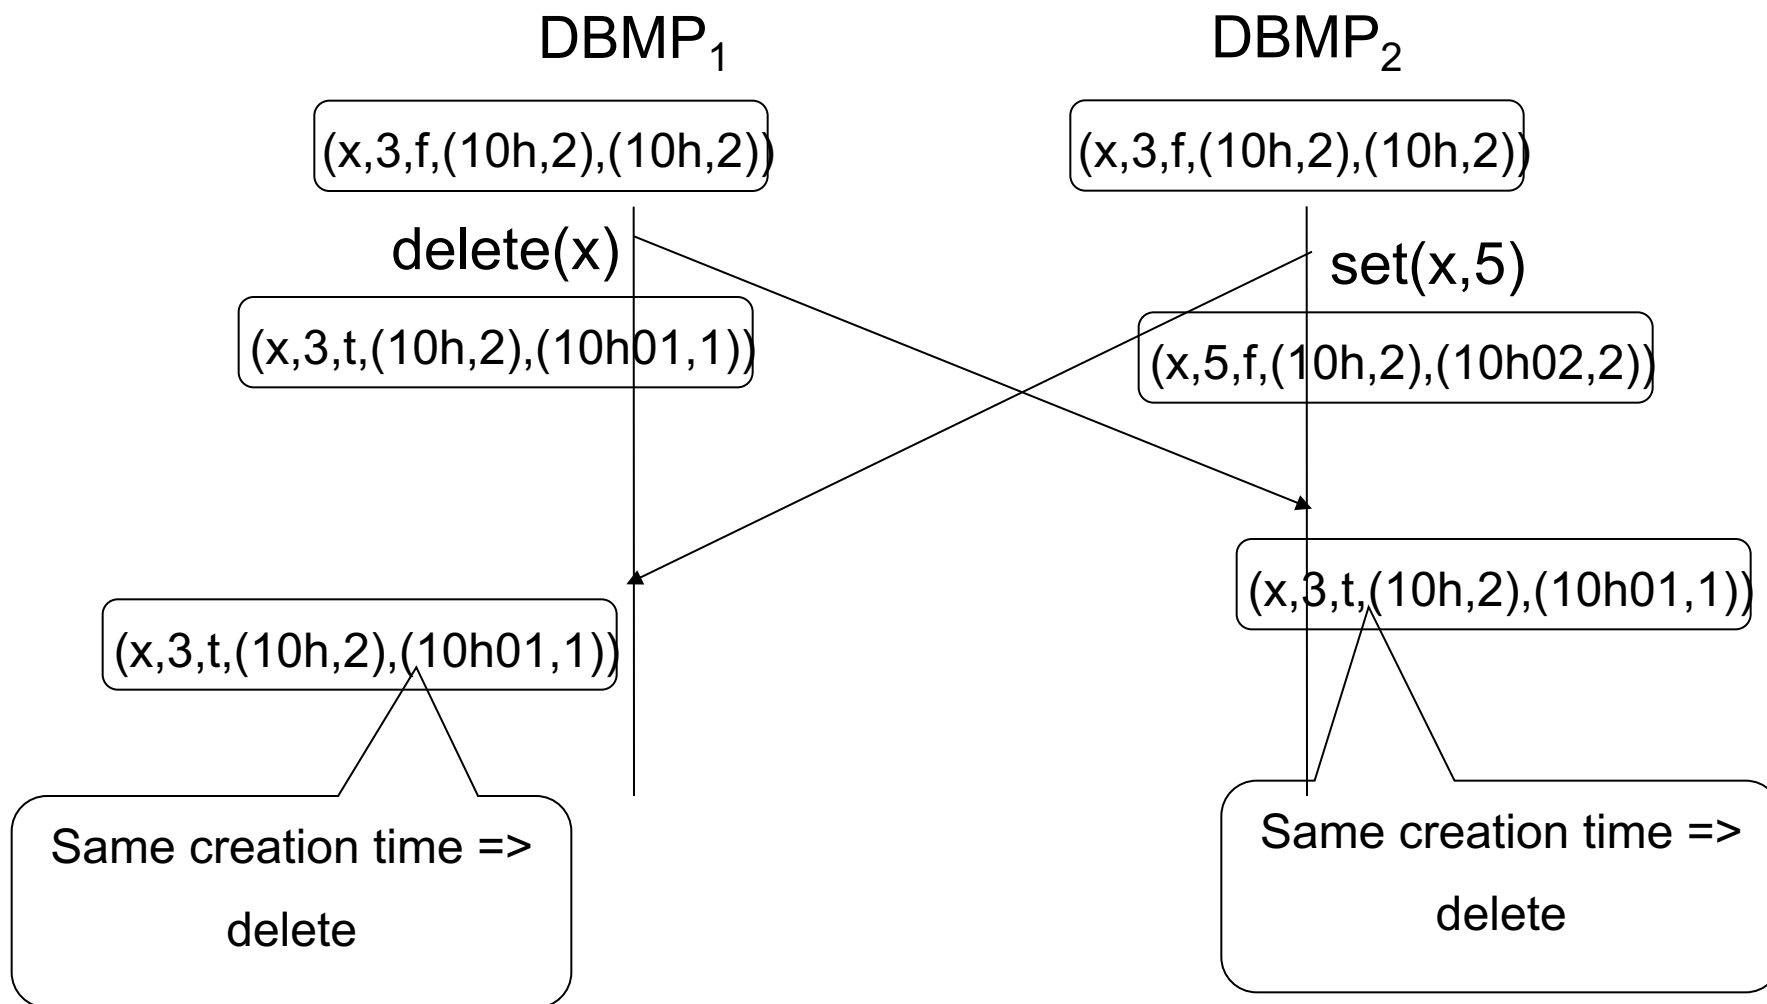 DBMP₁
DBMP₂
(x,3,f,(10h,2),(10h,2))
(x,3,f,(10h,2),(10h,2))
delete(x)
set(x,5)
(x,3,t,(10h,2),(10h01,1))
(x,5,f,(10h,2),(10h02,2))
(x,3,t,(10h,2),(10h01,1))
(x,3,t,(10h,2),(10h01,1))
Same creation time =>
delete
Same creation time =>
delete